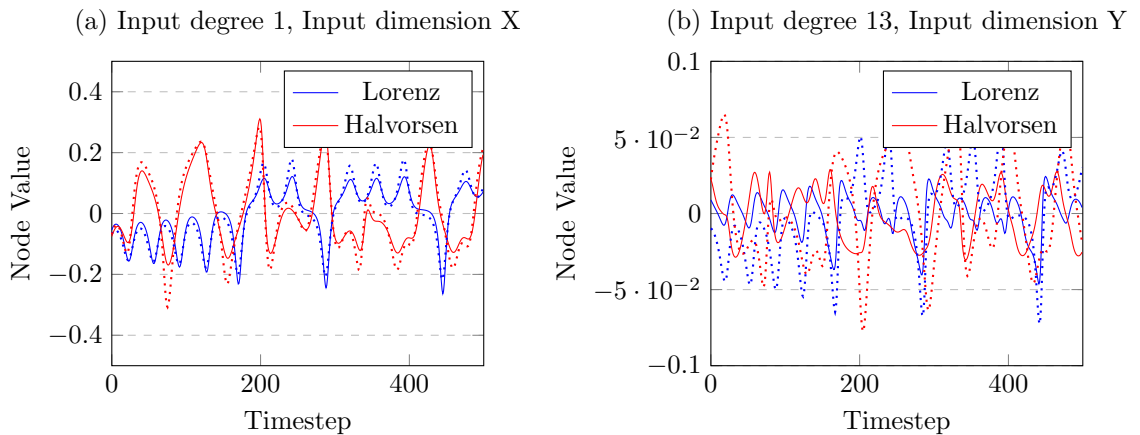 (a) Input degree 1, Input dimension X
Lorenz
Halvorsen
0.4
0.2
0
−0.2
−0.4
0
200
400
Node Value
Timestep
(b) Input degree 13, Input dimension Y
Lorenz
Halvorsen
0.1
5 · 10−2
0
−5 · 10−2
−0.1
0
200
400
Node Value
Timestep